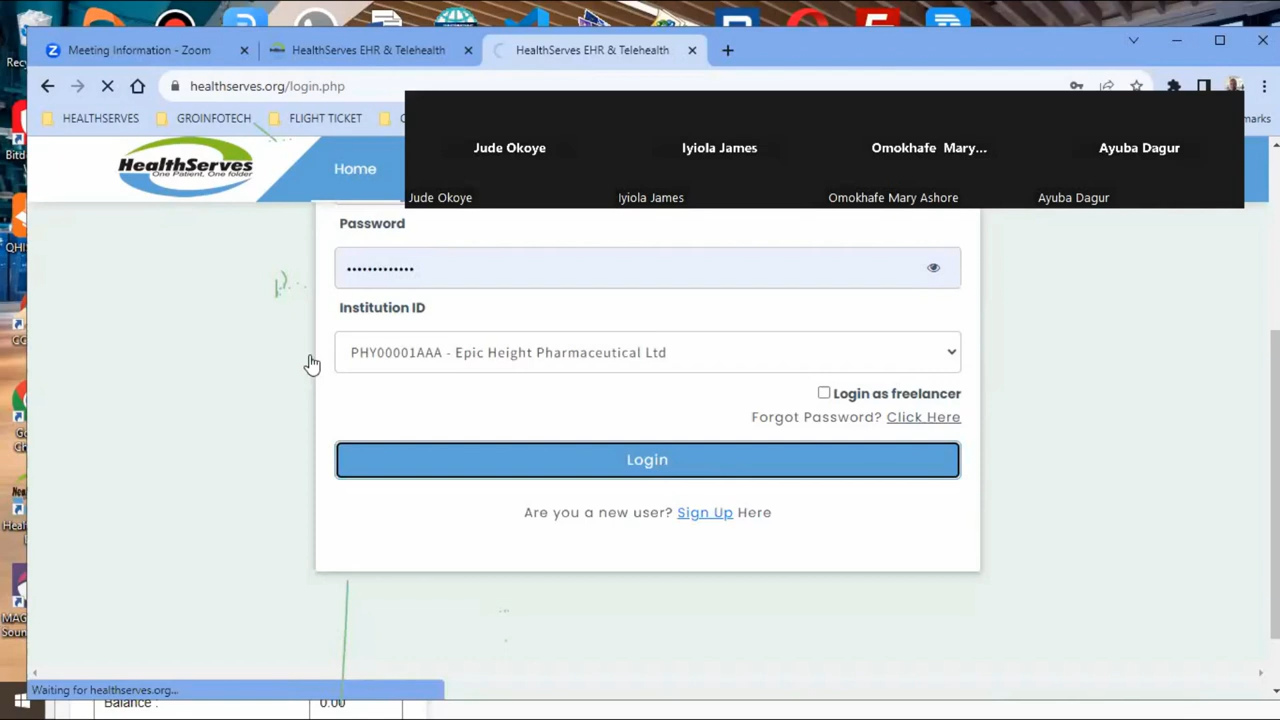 Meeting Information - Zoom
HealthServes EHR & Telehealth
HealthServes EHR & Telehealth
healthserves.org/login.php
HEALTHSERVES
GROINFOTECH
FLIGHT TICKET
Jude Okoye
Iyiola James
Omokhafe Mary...
Ayuba Dagur
Jude Okoye
Iyiola James
Omokhafe Mary Ashore
Ayuba Dagur
HealthServes
One Patient, One folder
Home
Password
•••••••••••••
Institution ID
PHY00001AAA - Epic Height Pharmaceutical Ltd
Login as freelancer
Forgot Password? Click Here
Login
Are you a new user? Sign Up Here
Waiting for healthserves.org...
Balance :
0.00